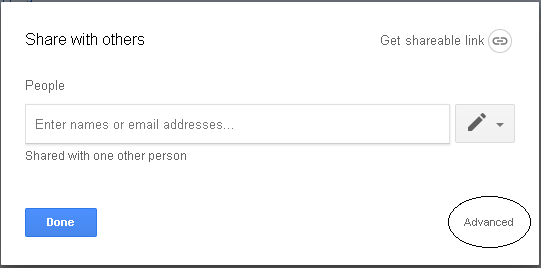 Share with others
Get shareable link
People
Enter names or email addresses...
Shared with one other person
Done
Advanced